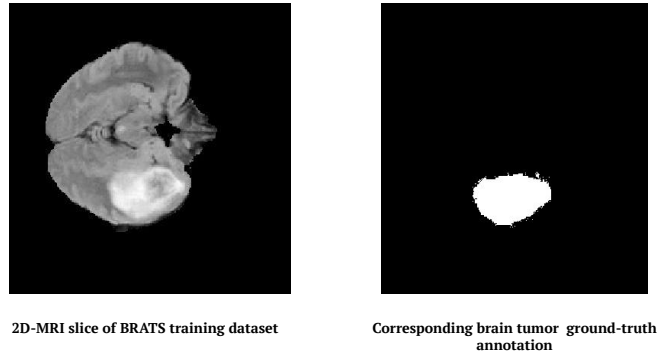 2D-MRI slice of BRATS training dataset
Corresponding brain tumor ground-truth
annotation